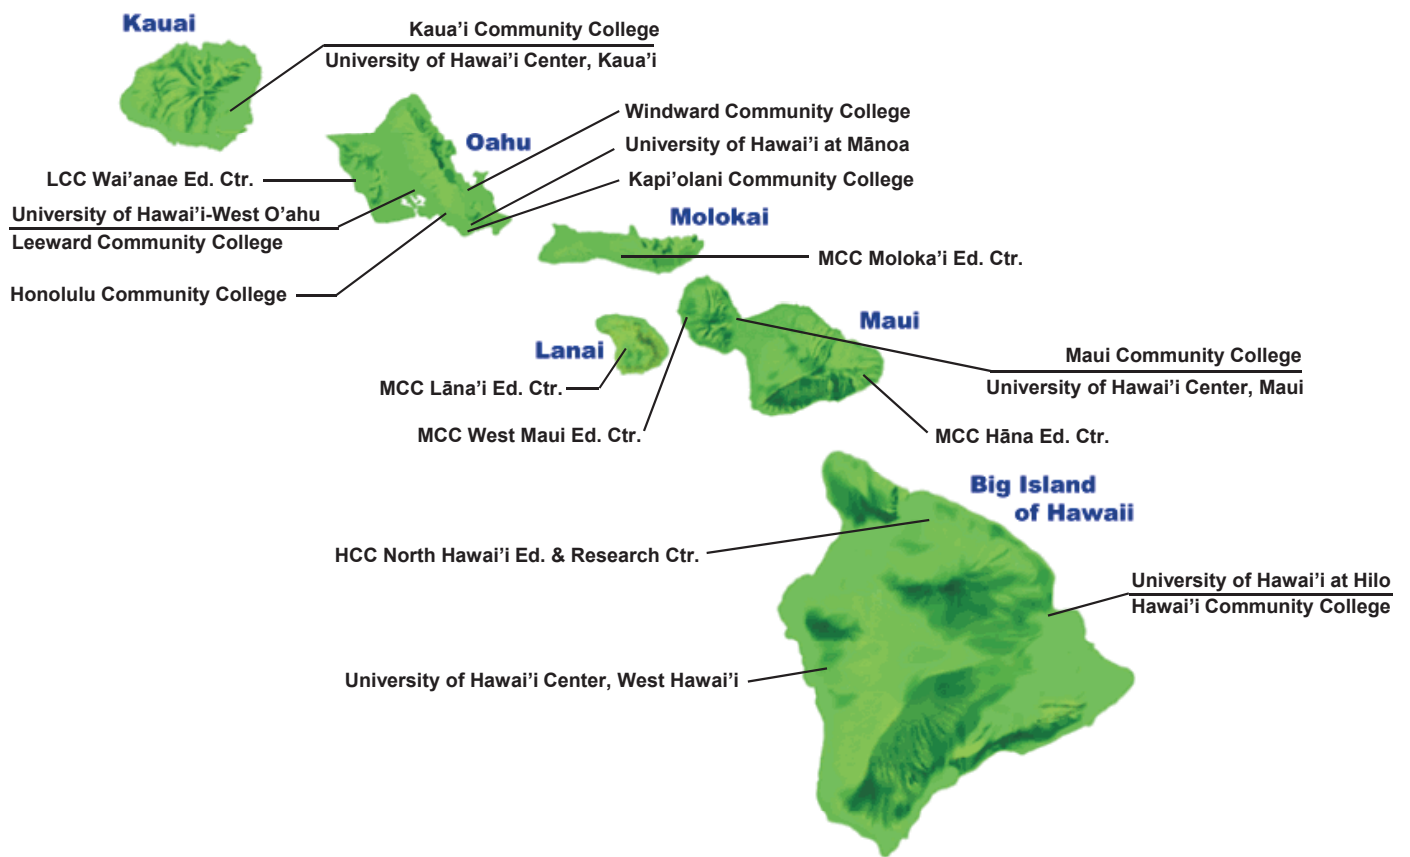 Kauai
Kaua’i Community College
University of Hawai’i Center, Kaua’i
Windward Community College
Oahu
University of Hawai’i at Mānoa
LCC Wai’anae Ed. Ctr.
Kapi’olani Community College
University of Hawai’i-West O’ahu
Leeward Community College
Molokai
MCC Moloka’i Ed. Ctr.
Honolulu Community College
Maui
Lanai
Maui Community College
University of Hawai’i Center, Maui
MCC Lāna’i Ed. Ctr.
MCC West Maui Ed. Ctr.
MCC Hāna Ed. Ctr.
Big Island
of Hawaii
HCC North Hawai’i Ed. & Research Ctr.
University of Hawai’i at Hilo
Hawai’i Community College
University of Hawai’i Center, West Hawai’i